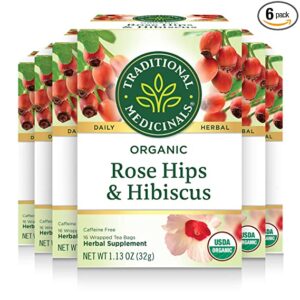 6
pack
TRADITIONAL
MEDICINALS®
DAILY
HERBAL
ORGANIC
Rose Hips
& Hibiscus
Caffeine Free
16 Wrapped Tea Bags
Herbal Supplement
USDA
ORGANIC
NET WT 1.13 OZ (32g)